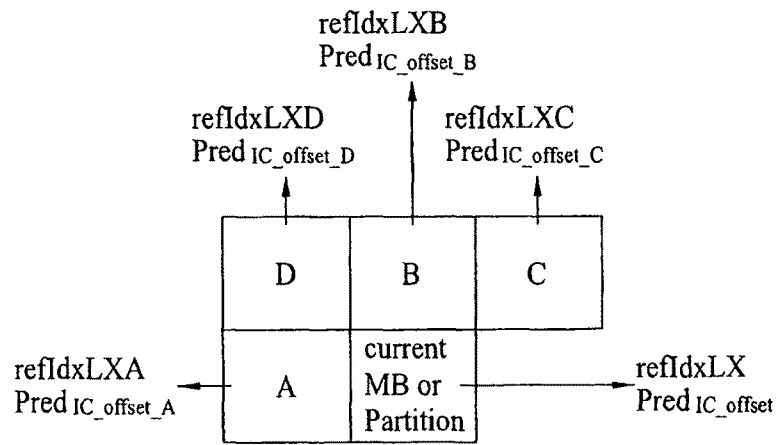 refIdxLXB
Pred IC_offset_B
refIdxLXD
Pred IC_offset_D
refIdxLXC
Pred IC_offset_C
D
B
C
refIdxLXA
Pred IC_offset_A
A
current
MB or
Partition
refIdxLX
Pred IC_offset